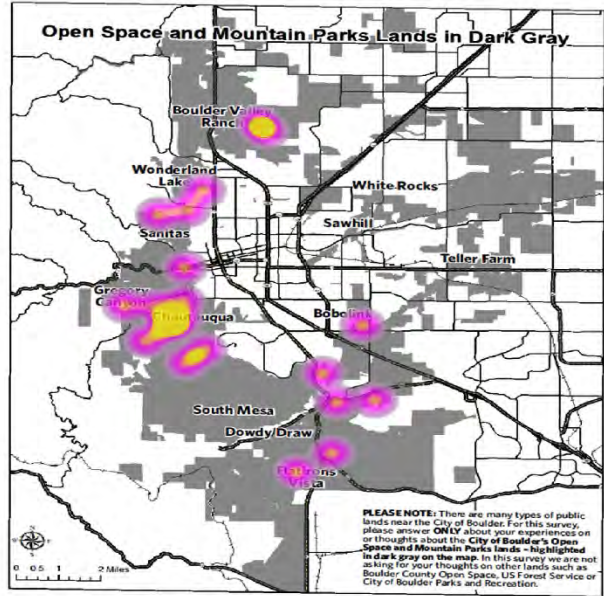 Open Space and Mountain Parks Lands in Dark Gray
Boulder Valley
Ranch
Wonderland
Lake
White Rocks
Sanitas
Sawhill
Teller Farm
Gregory
Canyon
Chautauqua
Bobolink
South Mesa
Dowdy Draw
Flatirons
Vista
N
0 0.5 1 2 Miles
PLEASE NOTE: There are many types of public
lands near the City of Boulder. For this survey,
please answer ONLY about your experiences on
or thoughts about the City of Boulder's Open
Space and Mountain Parks lands – highlighted
in dark gray on the map. In this survey we are not
asking for your thoughts on other lands such as
Boulder County Open Space, US Forest Service or
City of Boulder Parks and Recreation.